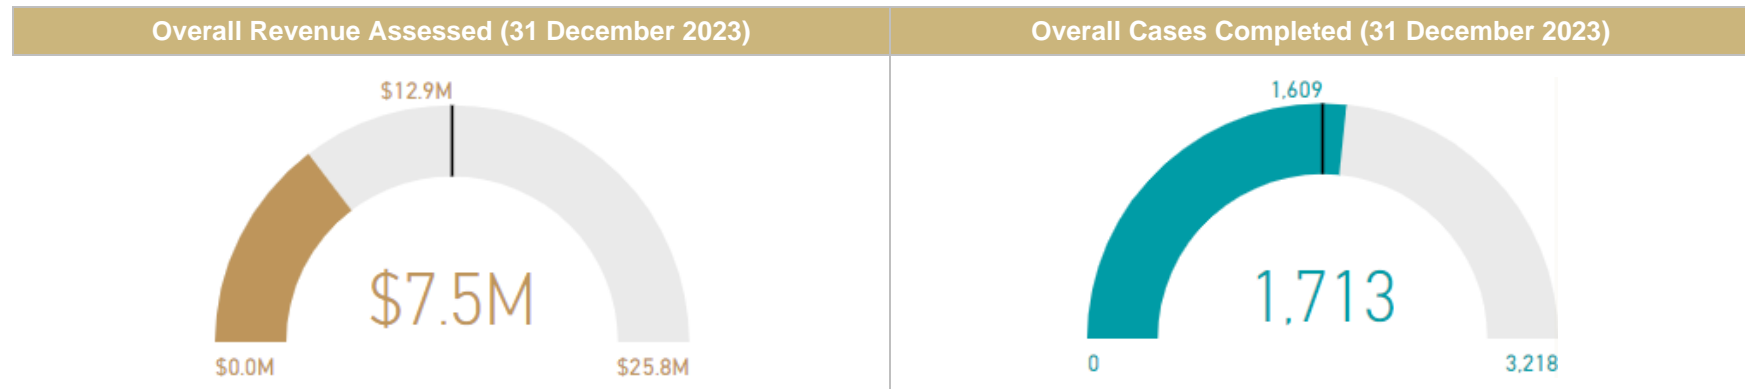 Overall Revenue Assessed (31 December 2023)
Overall Cases Completed (31 December 2023)
$12.9M
$7.5M
$0.0M
$25.8M
1,609
1,713
0
3,218